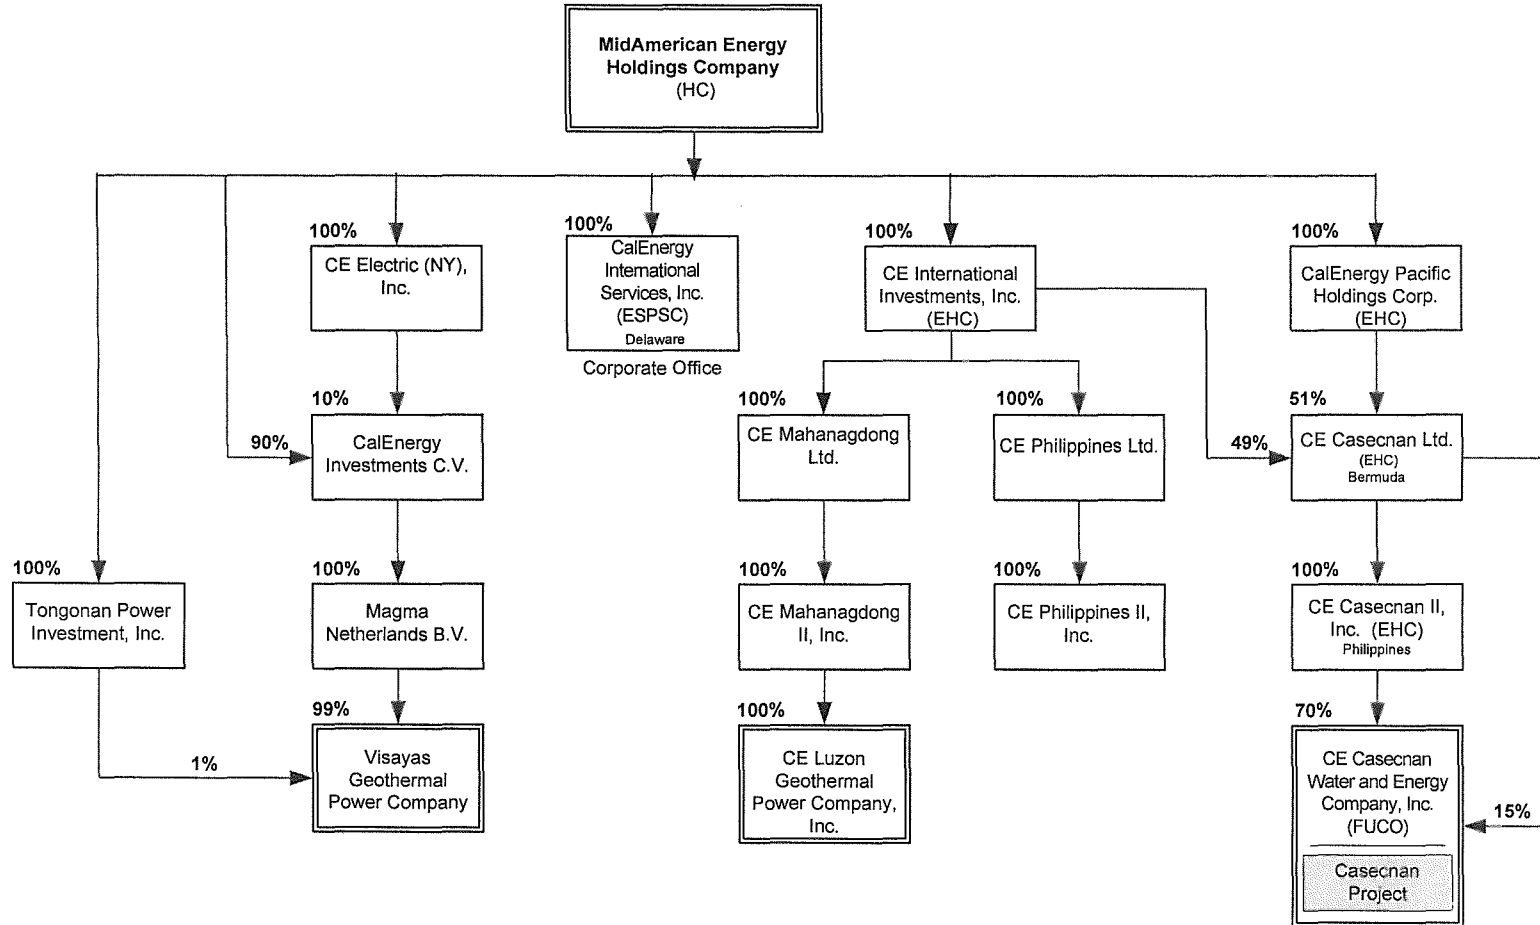 MidAmerican Energy
Holdings Company
(HC)
100%
CE Electric (NY),
Inc.
100%
CalEnergy
International
Services, Inc.
(ESPSC)
Delaware
Corporate Office
100%
CE International
Investments, Inc.
(EHC)
100%
CalEnergy Pacific
Holdings Corp.
(EHC)
10%
90%
CalEnergy
Investments C.V.
100%
CE Mahanagdong
Ltd.
100%
CE Philippines Ltd.
51%
49%
CE Casecnan Ltd.
(EHC)
Bermuda
100%
Tongonan Power
Investment, Inc.
100%
Magma
Netherlands B.V.
100%
CE Mahanagdong
II, Inc.
100%
CE Philippines II,
Inc.
100%
CE Casecnan II,
Inc. (EHC)
Philippines
1%
99%
Visayas
Geothermal
Power Company
100%
CE Luzon
Geothermal
Power Company,
Inc.
70%
CE Casecnan
Water and Energy
Company, Inc.
(FUCO)
15%
Casecnan
Project